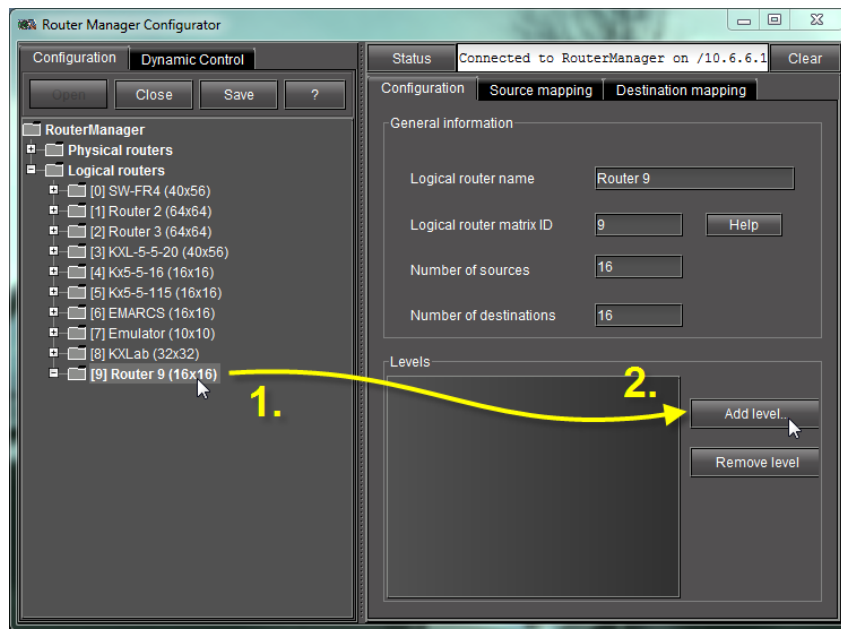 Router Manager Configurator
Configuration Dynamic Control
Open Close Save ?
RouterManager
Physical routers
Logical routers
[0] SW-FR4 (40x56)
[1] Router 2 (64x64)
[2] Router 3 (64x64)
[3] KXL-5-5-20 (40x56)
[4] Kx5-5-16 (16x16)
[5] Kx5-5-115 (16x16)
[6] EMARCS (16x16)
[7] Emulator (10x10)
[8] KXLab (32x32)
[9] Router 9 (16x16)
1.
Status Connected to RouterManager on /10.6.6.1 Clear
Configuration Source mapping Destination mapping
General information
Logical router name Router 9
Logical router matrix ID 9 Help
Number of sources 16
Number of destinations 16
Levels
2.
Add level..
Remove level